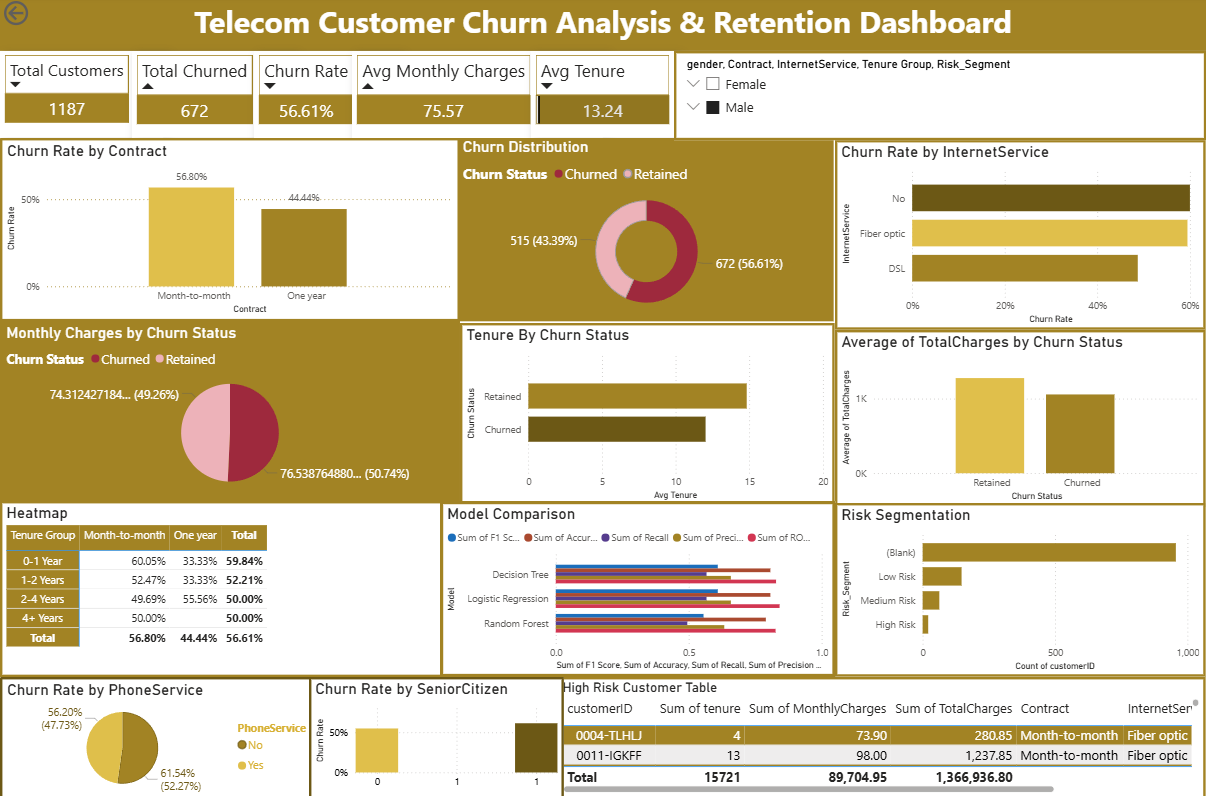 Telecom Customer Churn Analysis & Retention Dashboard
Total Customers
1187
Total Churned
672
Churn Rate
56.61%
Avg Monthly Charges
75.57
Avg Tenure
13.24
gender, Contract, InternetService, Tenure Group, Risk_Segment
Female
Male
Churn Rate by Contract
Churn Rate
50%
0%
56.80%
44.44%
Month-to-month One year
Contract
Churn Distribution
Churn Status Churned Retained
515 (43.39%)
672 (56.61%)
Churn Rate by InternetService
InternetService
No
Fiber optic
DSL
0% 20% 40% 60%
Churn Rate
Monthly Charges by Churn Status
Churn Status Churned Retained
74.312427184... (49.26%)
76.538764880... (50.74%)
Tenure By Churn Status
Churn Status
Retained
Churned
0 5 10 15 20
Avg Tenure
Average of TotalCharges by Churn Status
Average of TotalCharges
1K
0K
Retained Churned
Churn Status
Heatmap
Tenure Group Month-to-month One year Total
0-1 Year 60.05% 33.33% 59.84%
1-2 Years 52.47% 33.33% 52.21%
2-4 Years 49.69% 55.56% 50.00%
4+ Years 50.00% 50.00%
Total 56.80% 44.44% 56.61%
Model Comparison
Sum of F1 Sc... Sum of Accur... Sum of Recall Sum of Preci... Sum of RO...
Model
Decision Tree
Logistic Regression
Random Forest
0.0 0.5 1.0
Sum of F1 Score, Sum of Accuracy, Sum of Recall, Sum of Precision ...
Risk Segmentation
Risk_Segment
(Blank)
Low Risk
Medium Risk
High Risk
0 500 1,000
Count of customerID
Churn Rate by PhoneService
56.20%
(47.73%)
61.54%
(52.27%)
PhoneService
No
Yes
Churn Rate by SeniorCitizen
Churn Rate
50%
0%
0 1 1
High Risk Customer Table
customerID Sum of tenure Sum of MonthlyCharges Sum of TotalCharges Contract InternetSer
0004-TLHLJ 4 73.90 280.85 Month-to-month Fiber optic
0011-IGKFF 13 98.00 1,237.85 Month-to-month Fiber optic
Total 15721 89,704.95 1,366,936.80